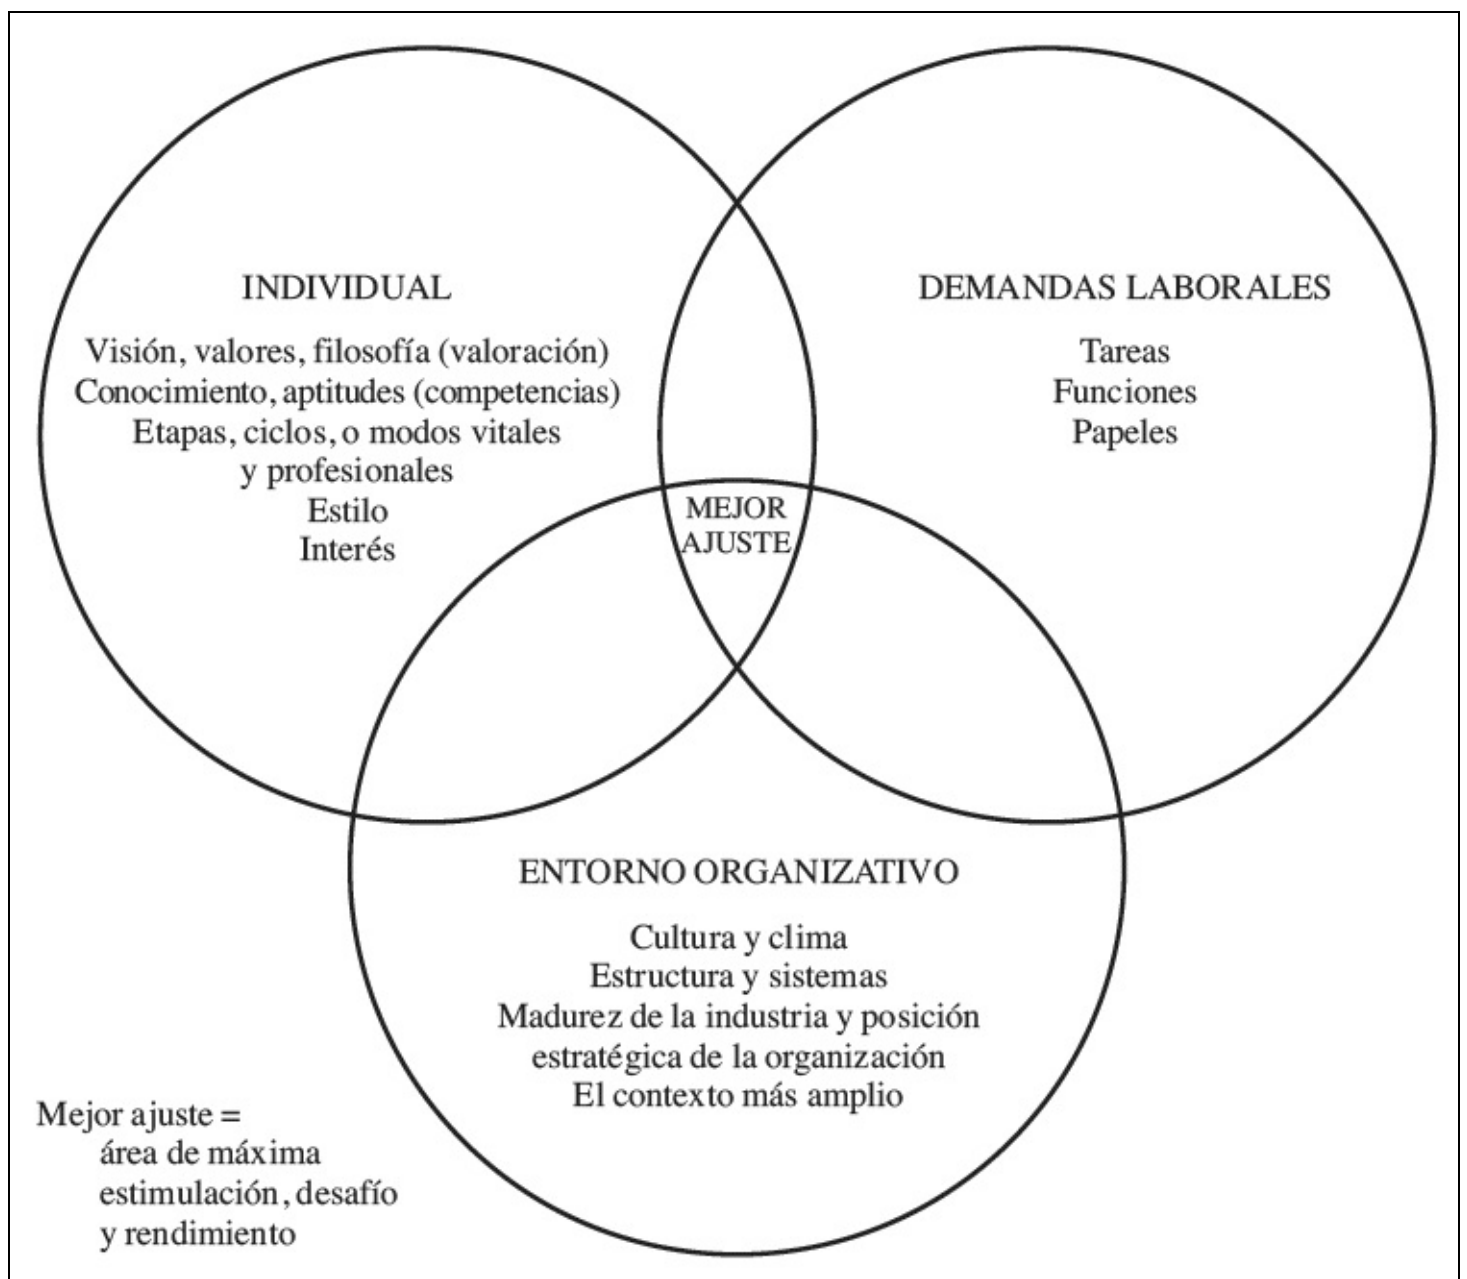 INDIVIDUAL
Visión, valores, filosofía (valoración)
Conocimiento, aptitudes (competencias)
Etapas, ciclos, o modos vitales
y profesionales
Estilo
Interés
DEMANDAS LABORALES
Tareas
Funciones
Papeles
MEJOR
AJUSTE
ENTORNO ORGANIZATIVO
Cultura y clima
Estructura y sistemas
Madurez de la industria y posición
estratégica de la organización
El contexto más amplio
Mejor ajuste =
área de máxima
estimulación, desafío
y rendimiento